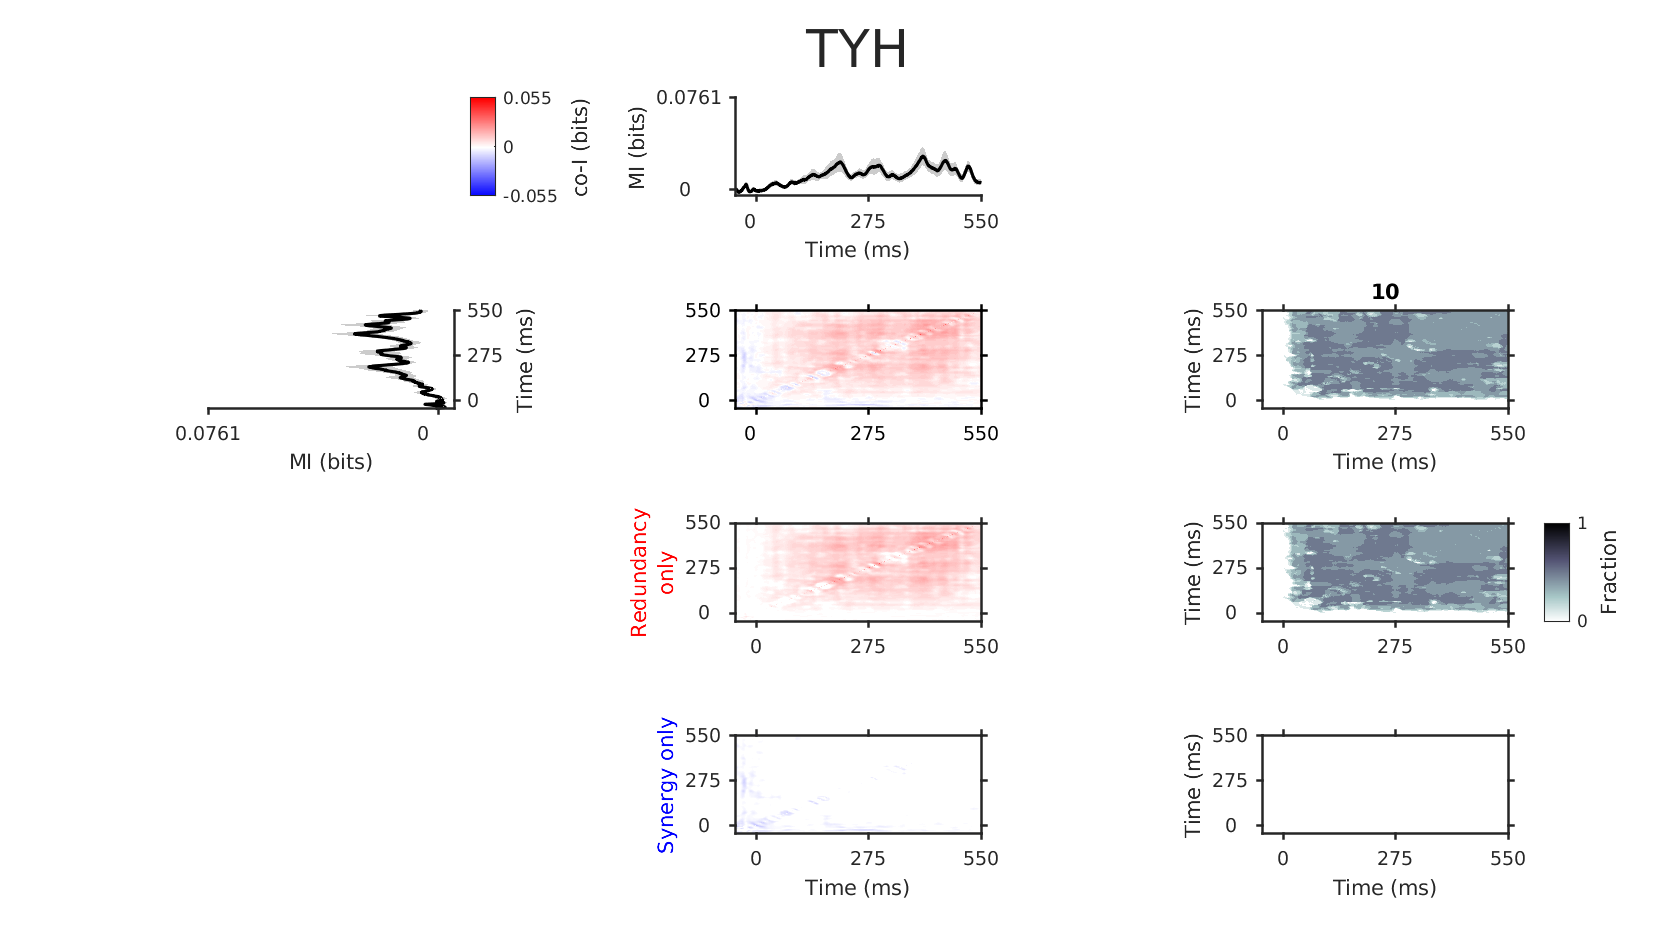 TYH
0.055
0
-0.055
co-I (bits)
0.0761
0
MI (bits)
0 275 550
Time (ms)
550
275
0
Time (ms)
0.0761 0
MI (bits)
550
275
0
0 275 550
10
550
275
0
Time (ms)
0 275 550
Time (ms)
Redundancy
only
550
275
0
0 275 550
550
275
0
Time (ms)
0 275 550
1
0
Fraction
Synergy only
550
275
0
0 275 550
Time (ms)
550
275
0
Time (ms)
0 275 550
Time (ms)